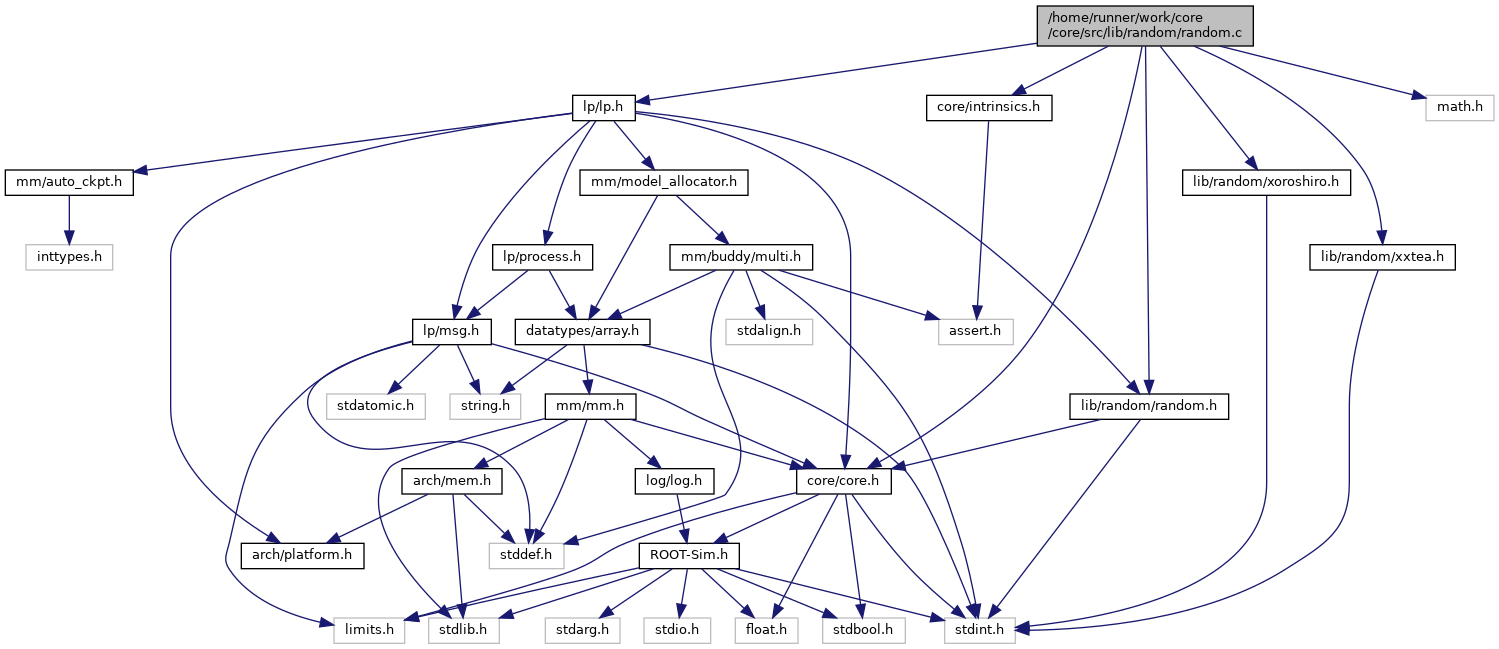 /home/runner/work/core
/core/src/lib/random/random.c
lp/lp.h
core/intrinsics.h
math.h
mm/auto_ckpt.h
mm/model_allocator.h
lib/random/xoroshiro.h
inttypes.h
lp/process.h
mm/buddy/multi.h
lib/random/xxtea.h
lp/msg.h
datatypes/array.h
stdalign.h
assert.h
stdatomic.h
string.h
mm/mm.h
lib/random/random.h
arch/mem.h
log/log.h
core/core.h
arch/platform.h
stddef.h
ROOT-Sim.h
limits.h
stdlib.h
stdarg.h
stdio.h
float.h
stdbool.h
stdint.h